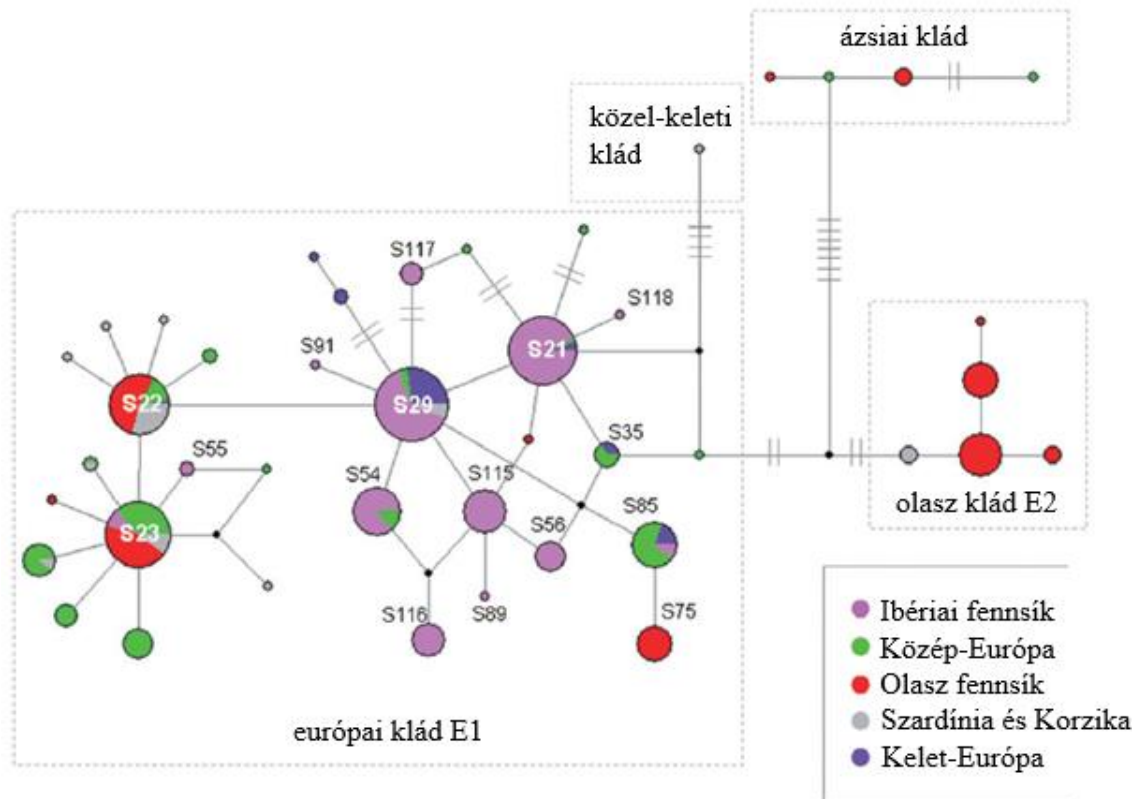 ázsiai klád
közel-keleti
klád
S117
S118
S91
S21
S22
S29
S35
S55
S54
S115
S85
S23
S56
olasz klád E2
S116
S89
S75
Ibériai fennsík
Közép-Európa
Olasz fennsík
Szardínia és Korzika
Kelet-Európa
európai klád E1